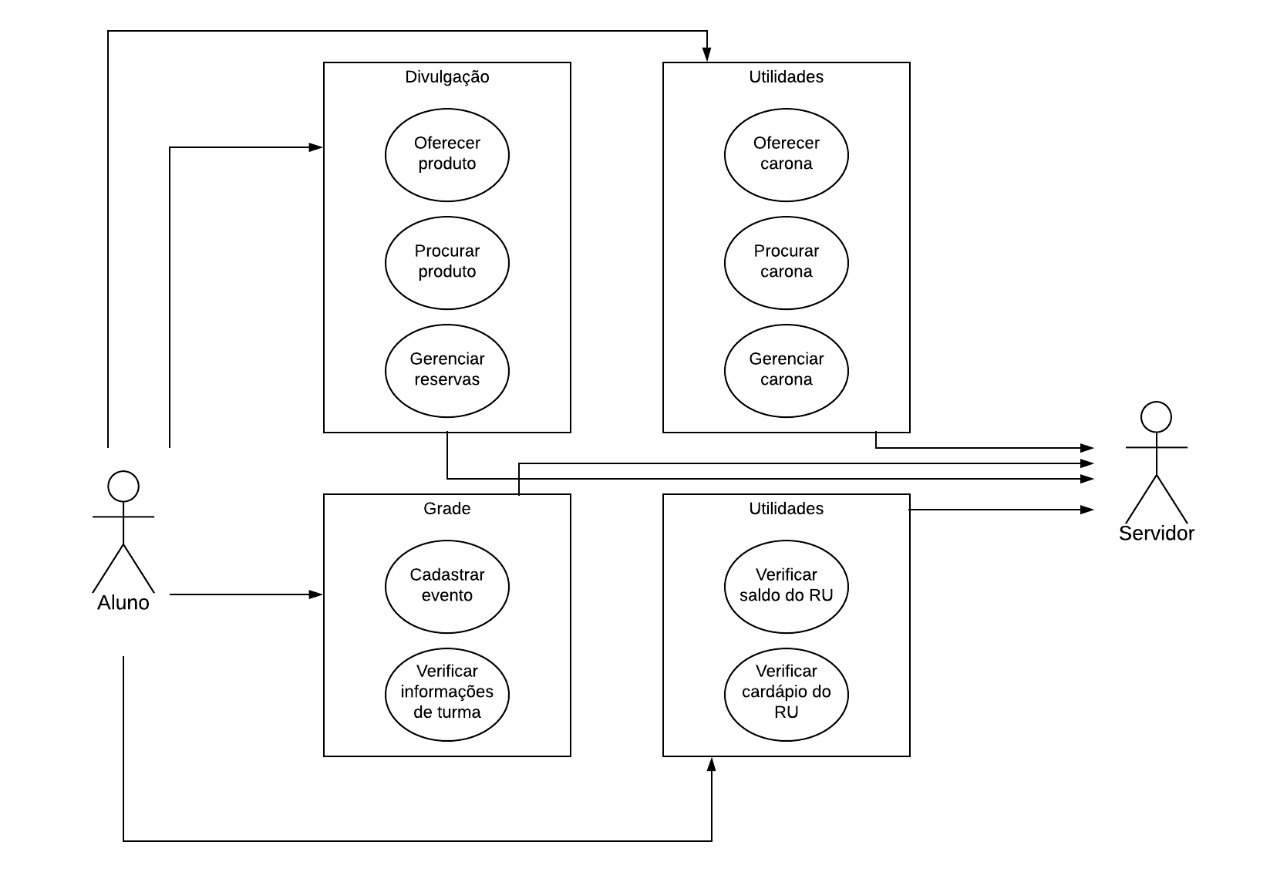 Divulgação
Oferecer
produto
Procurar
produto
Gerenciar
reservas
Utilidades
Oferecer
carona
Procurar
carona
Gerenciar
carona
Aluno
Grade
Cadastrar
evento
Verificar
informações
de turma
Utilidades
Verificar
saldo do RU
Verificar
cardápio do
RU
Servidor